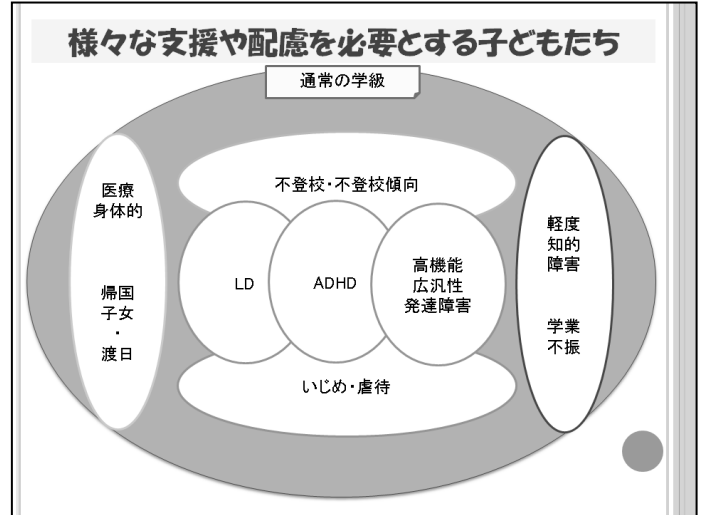 様々な支援や配慮を必要とする子どもたち
通常の学級
医療
身体的
帰国
子女
・
渡日
不登校・不登校傾向
LD
ADHD
高機能
広汎性
発達障害
いじめ・虐待
軽度
知的
障害
学業
不振